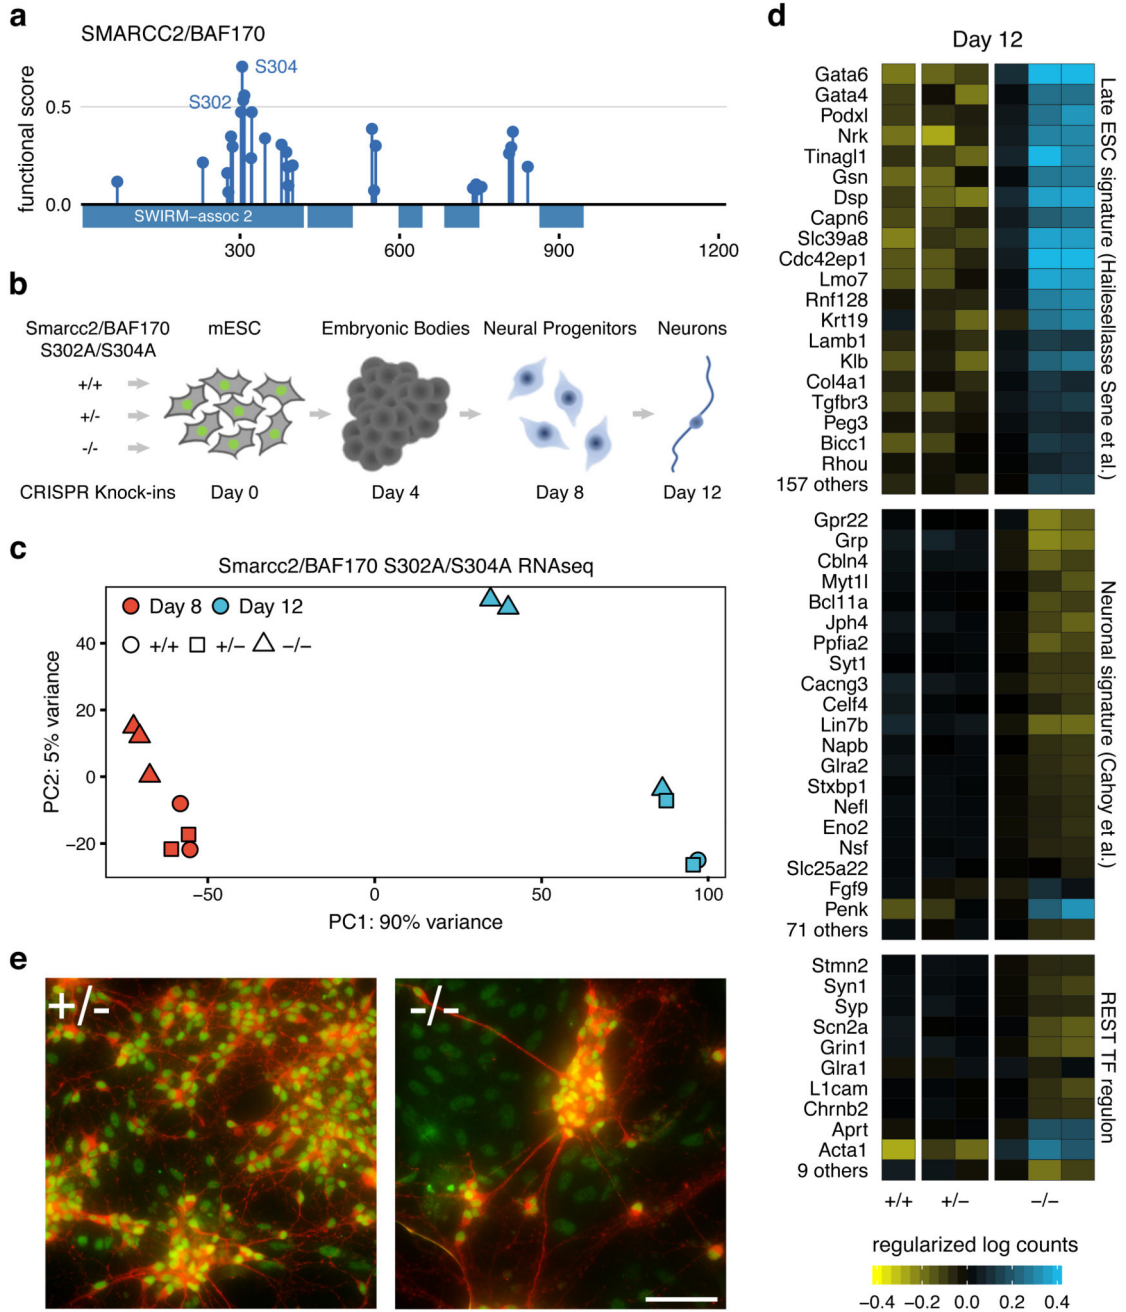 a
SMARCC2/BAF170
functional score
0.5
0.0
S304
S302
SWIRM-assoc 2
300
600
900
1200
b
Smarcc2/BAF170
S302A/S304A
mESC
Embryonic Bodies
Neural Progenitors
Neurons
+/+
+/-
-/-
CRISPR Knock-ins
Day 0
Day 4
Day 8
Day 12
c
Smarcc2/BAF170 S302A/S304A RNAseq
Day 8
Day 12
+/+
+/−
−/−
PC2: 5% variance
40
20
0
−20
−50
0
50
100
PC1: 90% variance
d
Day 12
Gata6
Gata4
Podxl
Nrk
Tinagl1
Gsn
Dsp
Capn6
Slc39a8
Cdc42ep1
Lmo7
Rnf128
Krt19
Lamb1
Klb
Col4a1
Tgfbr3
Peg3
Bicc1
Rhou
157 others
Late ESC signature (Hailesellasse Sene et al.)
Gpr22
Grp
Cbln4
Myt1l
Bcl11a
Jph4
Ppfia2
Syt1
Cacng3
Celf4
Lin7b
Napb
Glra2
Stxbp1
Nefl
Eno2
Nsf
Slc25a22
Fgf9
Penk
71 others
Neuronal signature (Cahoy et al.)
Stmn2
Syn1
Syp
Scn2a
Grin1
Glra1
L1cam
Chrnb2
Aprt
Acta1
9 others
REST TF regulon
+/+
+/−
−/−
regularized log counts
−0.4
−0.2
0.0
0.2
0.4
e
+/-
-/-